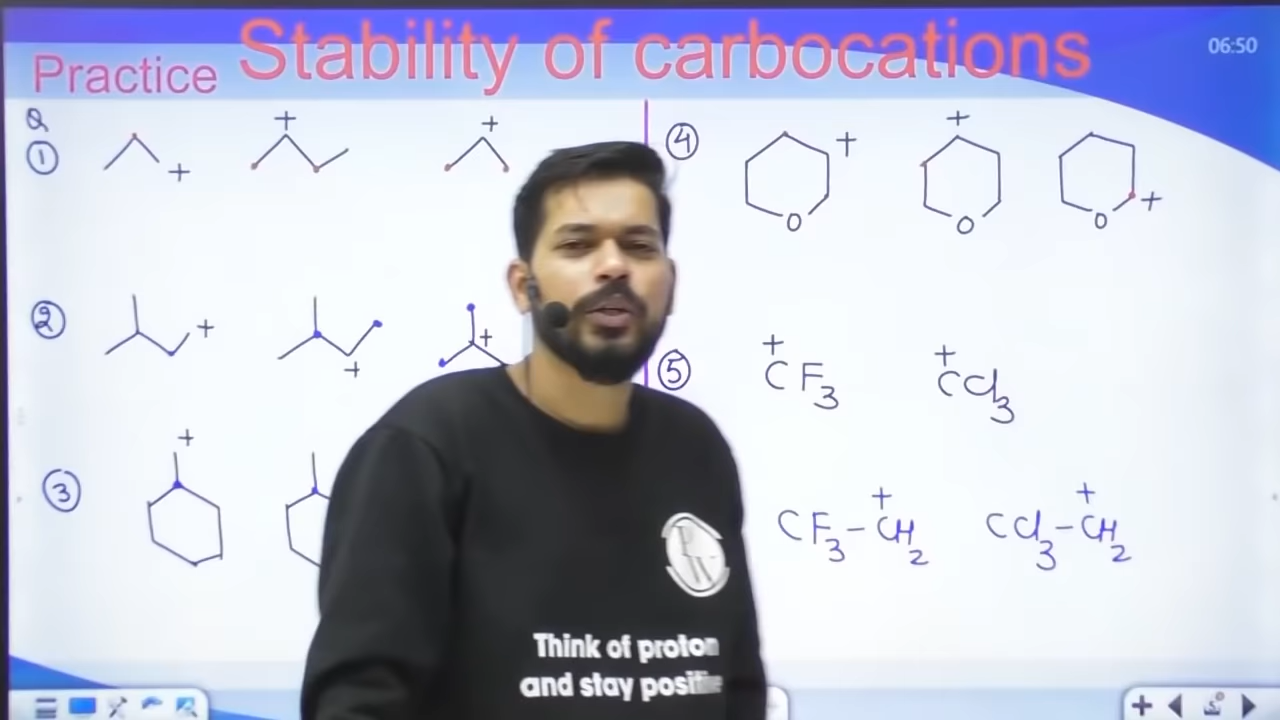 Stability of carbocations
Practice
06:50
Q
①
+
+
+
②
+
+
+
③
+
④
+
O
+
O
+
O
⑤
+
CF3
+
CCl3
CF3-CH2
+
CCl3-CH2
+
Think of proton
and stay positive